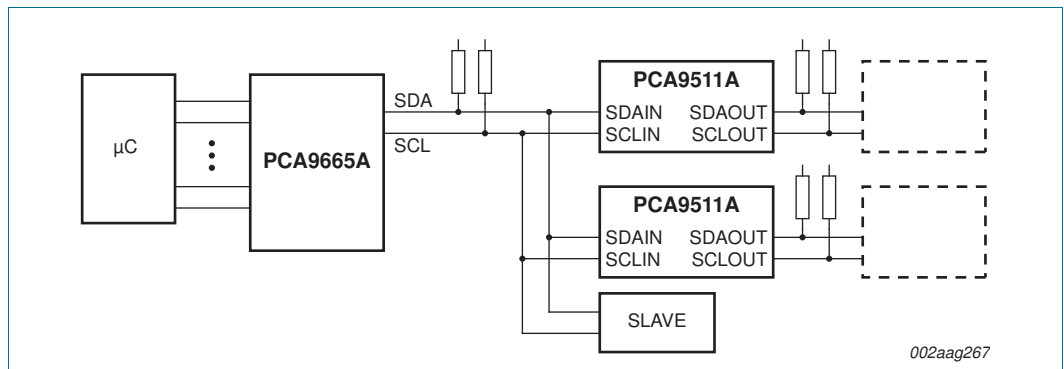 µC
PCA9665A
SDA
SCL
PCA9511A
SDAIN SDAOUT
SCLIN SCLOUT
PCA9511A
SDAIN SDAOUT
SCLIN SCLOUT
SLAVE
002aag267